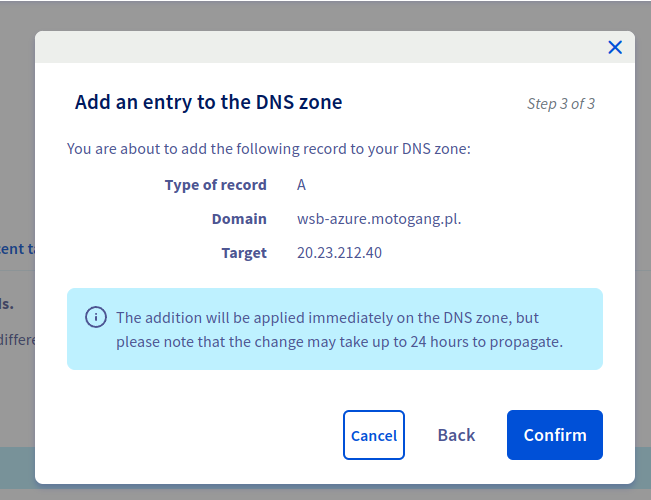 Add an entry to the DNS zone
Step 3 of 3
You are about to add the following record to your DNS zone:
Type of record A
Domain wsb-azure.motogang.pl.
Target 20.23.212.40
cent ta
ls.
The addition will be applied immediately on the DNS zone, but
differe
please note that the change may take up to 24 hours to propagate.
Cancel Back Confirm